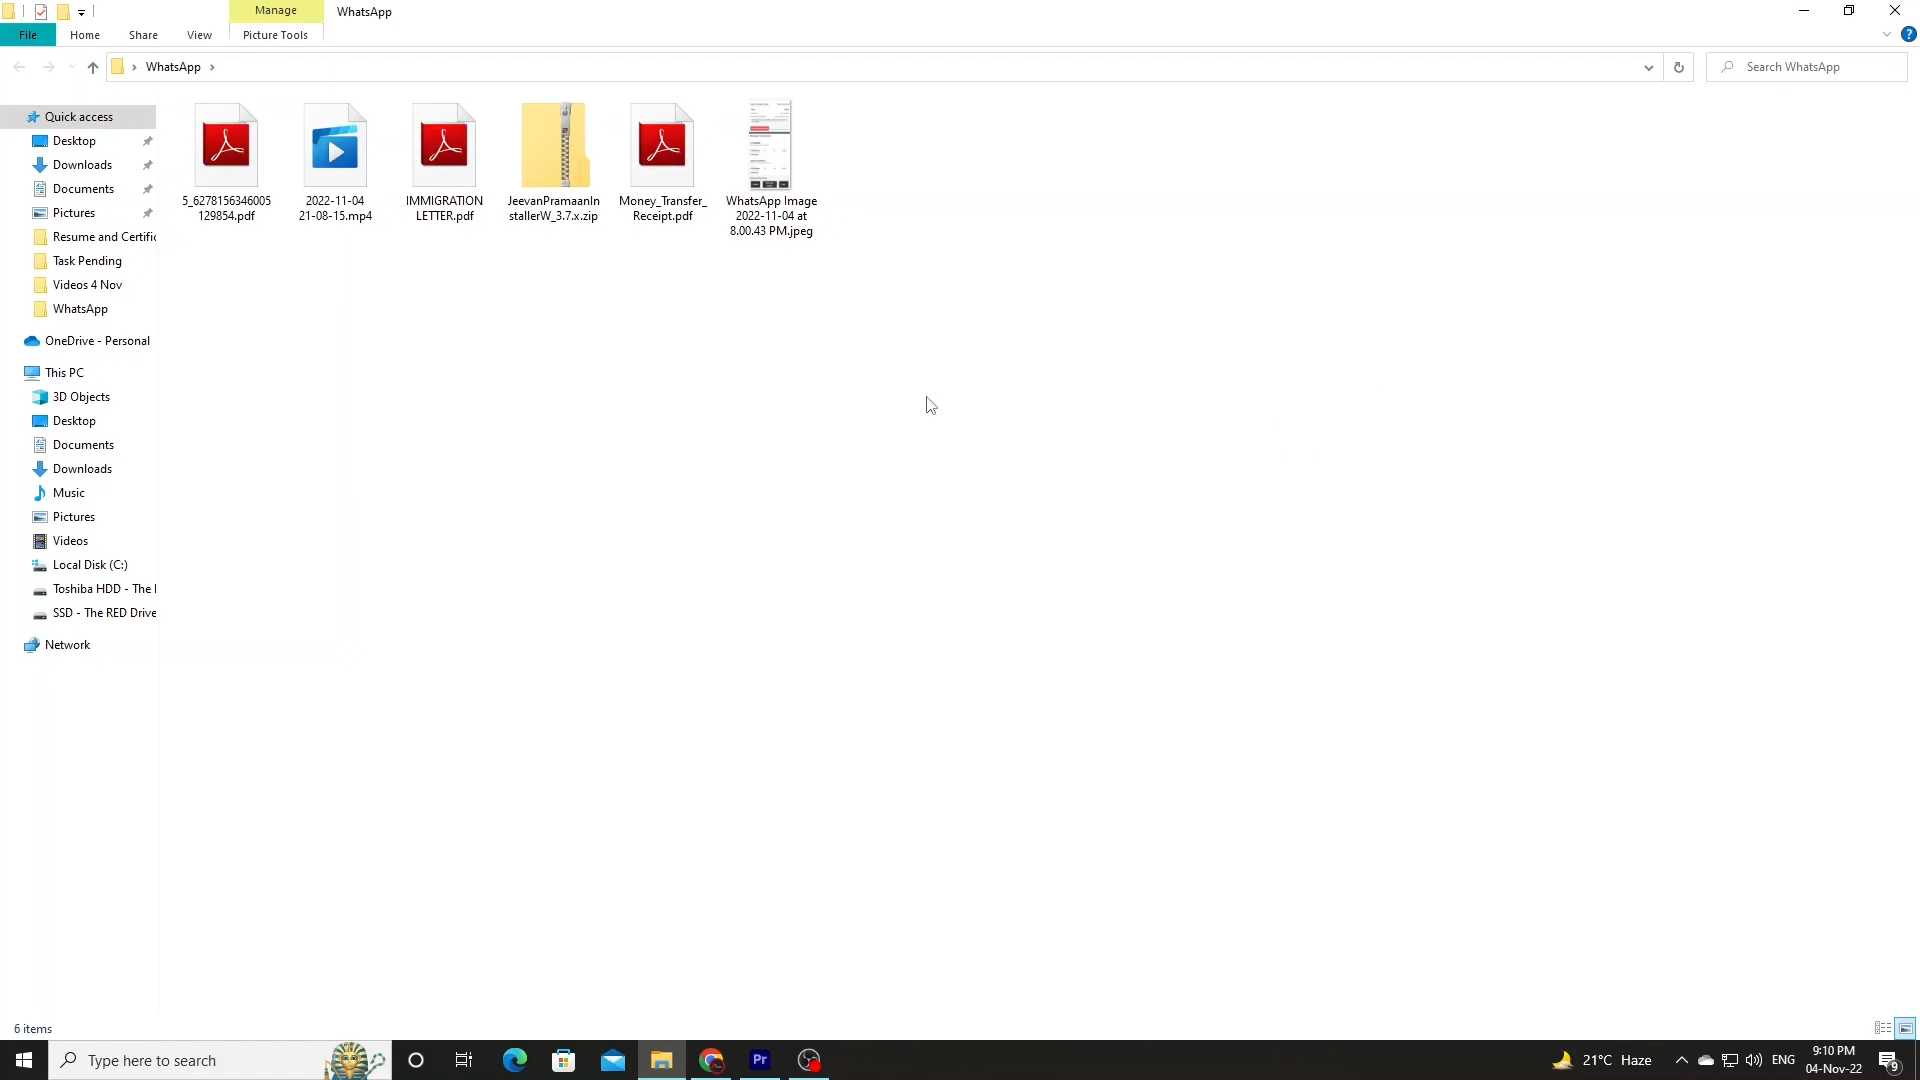 Manage
WhatsApp
File
Home
Share
View
Picture Tools
?
WhatsApp
Search WhatsApp
Quick access
Desktop
Downloads
Documents
Pictures
Resume and Certific
Task Pending
Videos 4 Nov
WhatsApp
OneDrive - Personal
This PC
3D Objects
Desktop
Documents
Downloads
Music
Pictures
Videos
Local Disk (C:)
Toshiba HDD - The
SSD - The RED Drive
Network
5_6278156346005
129854.pdf
2022-11-04
21-08-15.mp4
IMMIGRATION
LETTER.pdf
JeevanPramaanIn
stallerW_3.7.x.zip
Money_Transfer_
Receipt.pdf
WhatsApp Image
2022-11-04 at
8.00.43 PM.jpeg
6 items
Type here to search
Pr
21°C Haze
ENG
9:10 PM
04-Nov-22
9